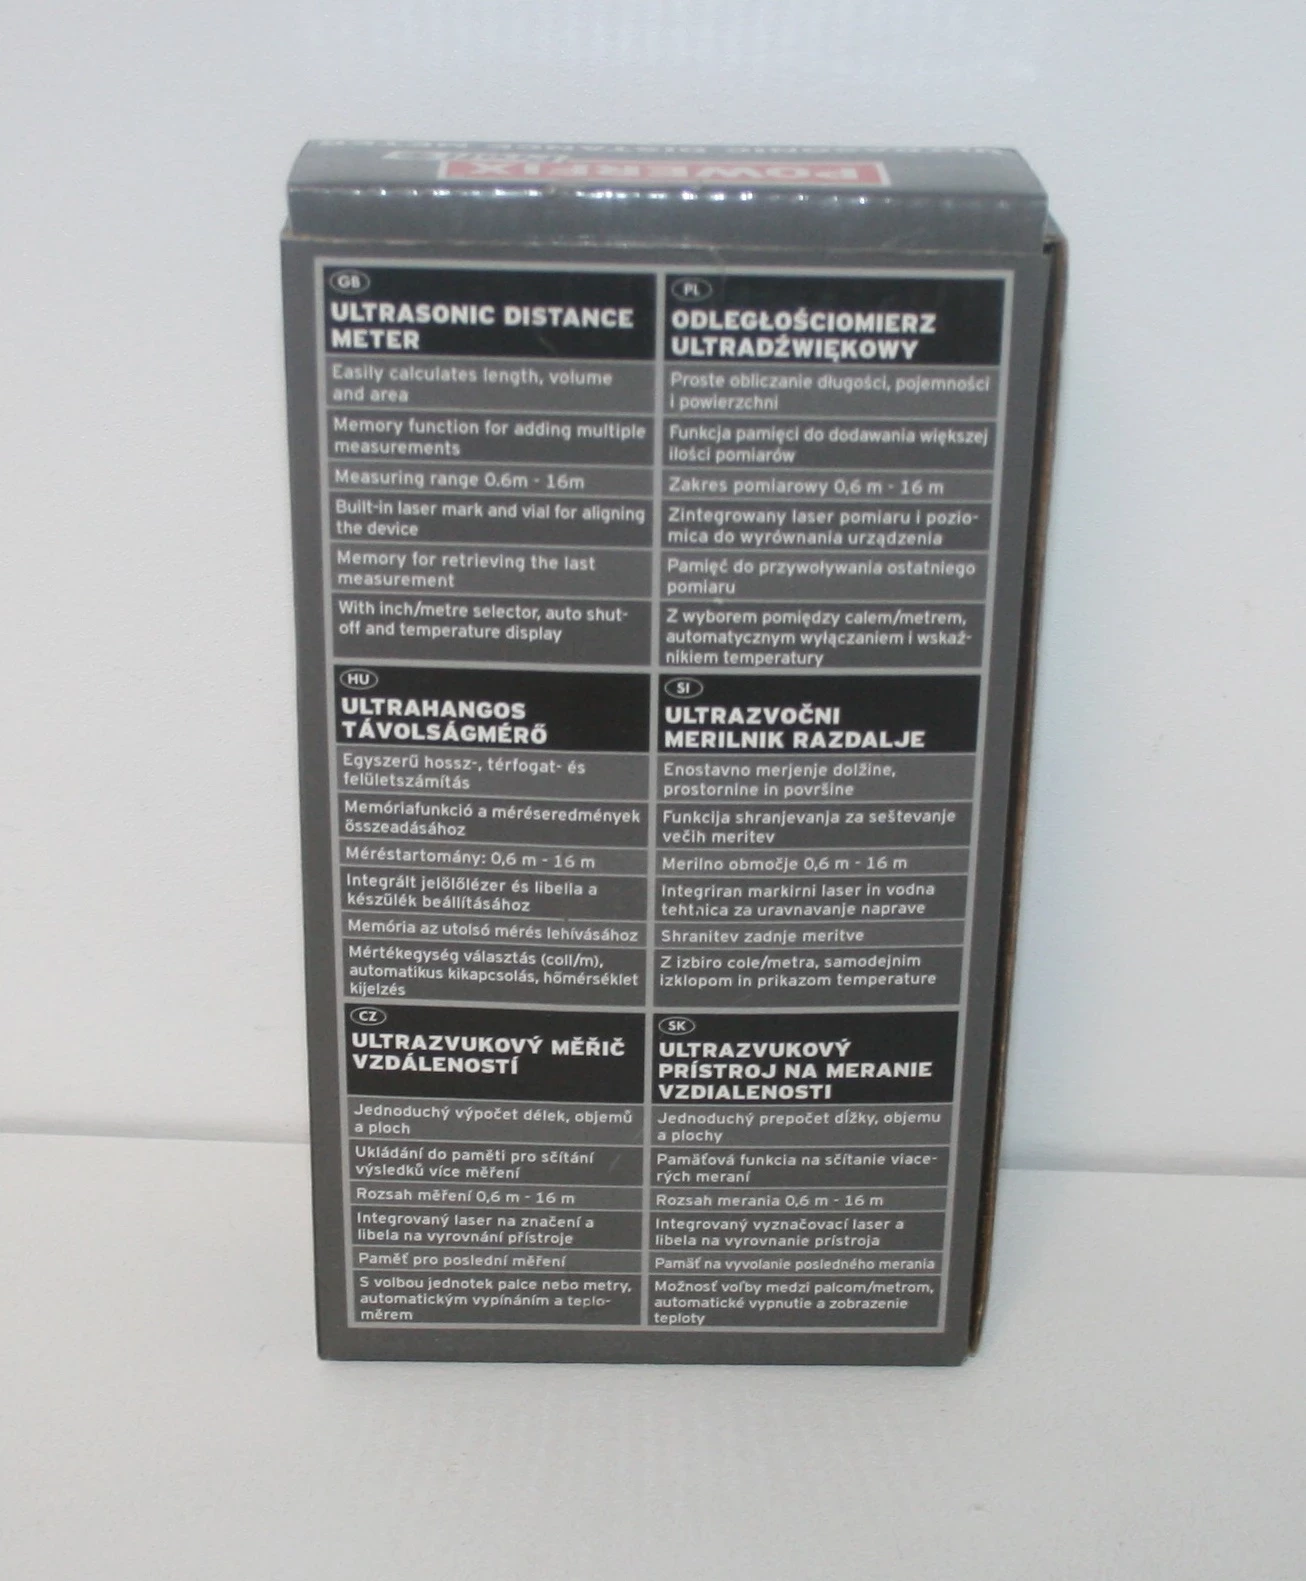 POWERFIX
GB
ULTRASONIC DISTANCE
METER
Easily calculates length, volume
and area
Memory function for adding multiple
measurements
Measuring range 0.6m - 16m
Built-in laser mark and vial for aligning
the device
Memory for retrieving the last
measurement
With inch/metre selector, auto shut-
off and temperature display
PL
ODLEGŁOŚCIOMIERZ
ULTRADŹWIĘKOWY
Proste obliczanie długości, pojemności
i powierzchni
Funkcja pamięci do dodawania większej
ilości pomiarów
Zakres pomiarowy 0,6 m - 16 m
Zintegrowany laser pomiaru i pozio-
mica do wyrównania urządzenia
Pamięć do przywoływania ostatniego
pomiaru
Z wyborem pomiędzy calem/metrem,
automatycznym wyłączaniem i wskaź-
nikiem temperatury
HU
ULTRAHANGOS
TÁVOLSÁGMÉRŐ
Egyszerű hossz-, térfogat- és
felületszámítás
Memóriafunkció a méréseredmények
összeadásához
Méréstartomány: 0,6 m - 16 m
Integrált jelölőlézer és libella a
készülék beállításához
Memória az utolsó mérés lehívásához
Mértékegység választás (coll/m),
automatikus kikapcsolás, hőmérséklet
kijelzés
SI
ULTRAZVOČNI
MERILNIK RAZDALJE
Enostavno merjenje dolžine,
prostornine in površine
Funkcija shranjevanja za seštevanje
večih meritev
Merilno območje 0,6 m - 16 m
Integriran markirni laser in vodna
tehtnica za uravnavanje naprave
Shranitev zadnje meritve
Z izbiro cole/metra, samodejnim
izklopom in prikazom temperature
CZ
ULTRAZVUKOVÝ MĚŘIČ
VZDÁLENOSTÍ
Jednoduchý výpočet délek, objemů
a ploch
Ukládání do paměti pro sčítání
výsledků více měření
Rozsah měření 0,6 m - 16 m
Integrovaný laser na značení a
libela na vyrovnání přístroje
Paměť pro poslední měření
S volbou jednotek palce nebo metry,
automatickým vypínáním a teplo-
měrem
SK
ULTRAZVUKOVÝ
PRÍSTROJ NA MERANIE
VZDIALENOSTI
Jednoduchý prepočet dĺžky, objemu
a plochy
Pamäťová funkcia na sčítanie viace-
rých meraní
Rozsah merania 0,6 m - 16 m
Integrovaný vyznačovací laser a
libela na vyrovnanie prístroja
Pamäť na vyvolanie posledného merania
Možnosť voľby medzi palcom/metrom,
automatické vypnutie a zobrazenie
teploty